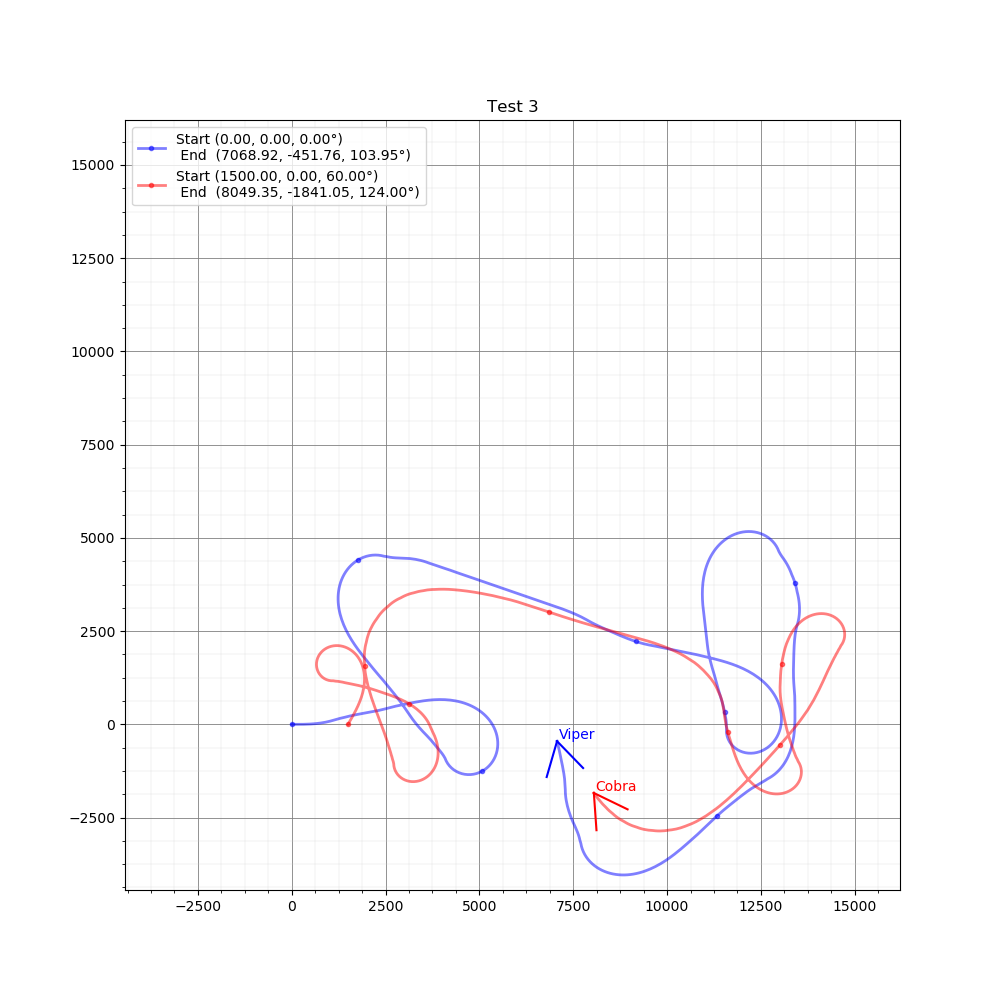 Test 3
Start (0.00, 0.00, 0.00°)
End (7068.92, -451.76, 103.95°)
Start (1500.00, 0.00, 60.00°)
End (8049.35, -1841.05, 124.00°)
15000
12500
10000
7500
5000
2500
0
−2500
Viper
Cobra
−2500 0 2500 5000 7500 10000 12500 15000